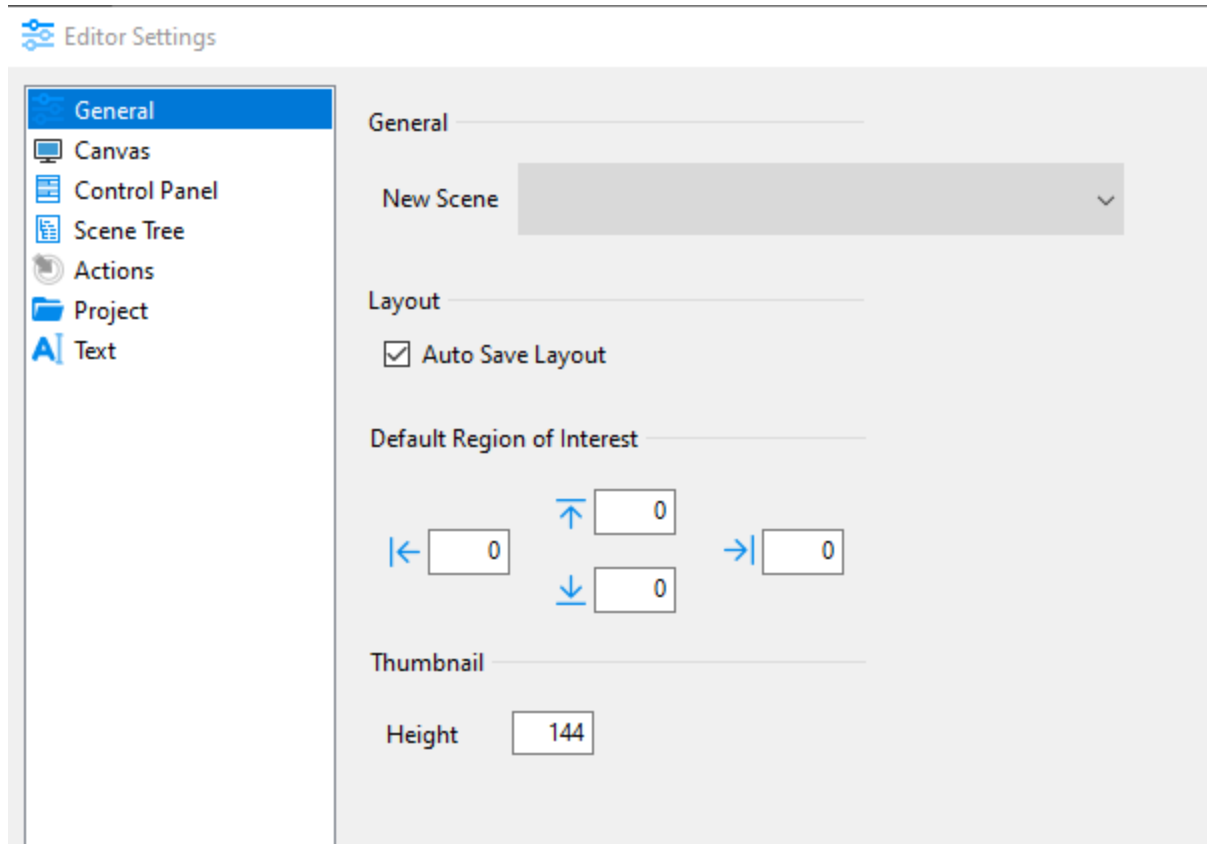 Editor Settings
General
Canvas
Control Panel
Scene Tree
Actions
Project
Text
General
New Scene
Layout
Auto Save Layout
Default Region of Interest
0
0
0
0
Thumbnail
Height 144